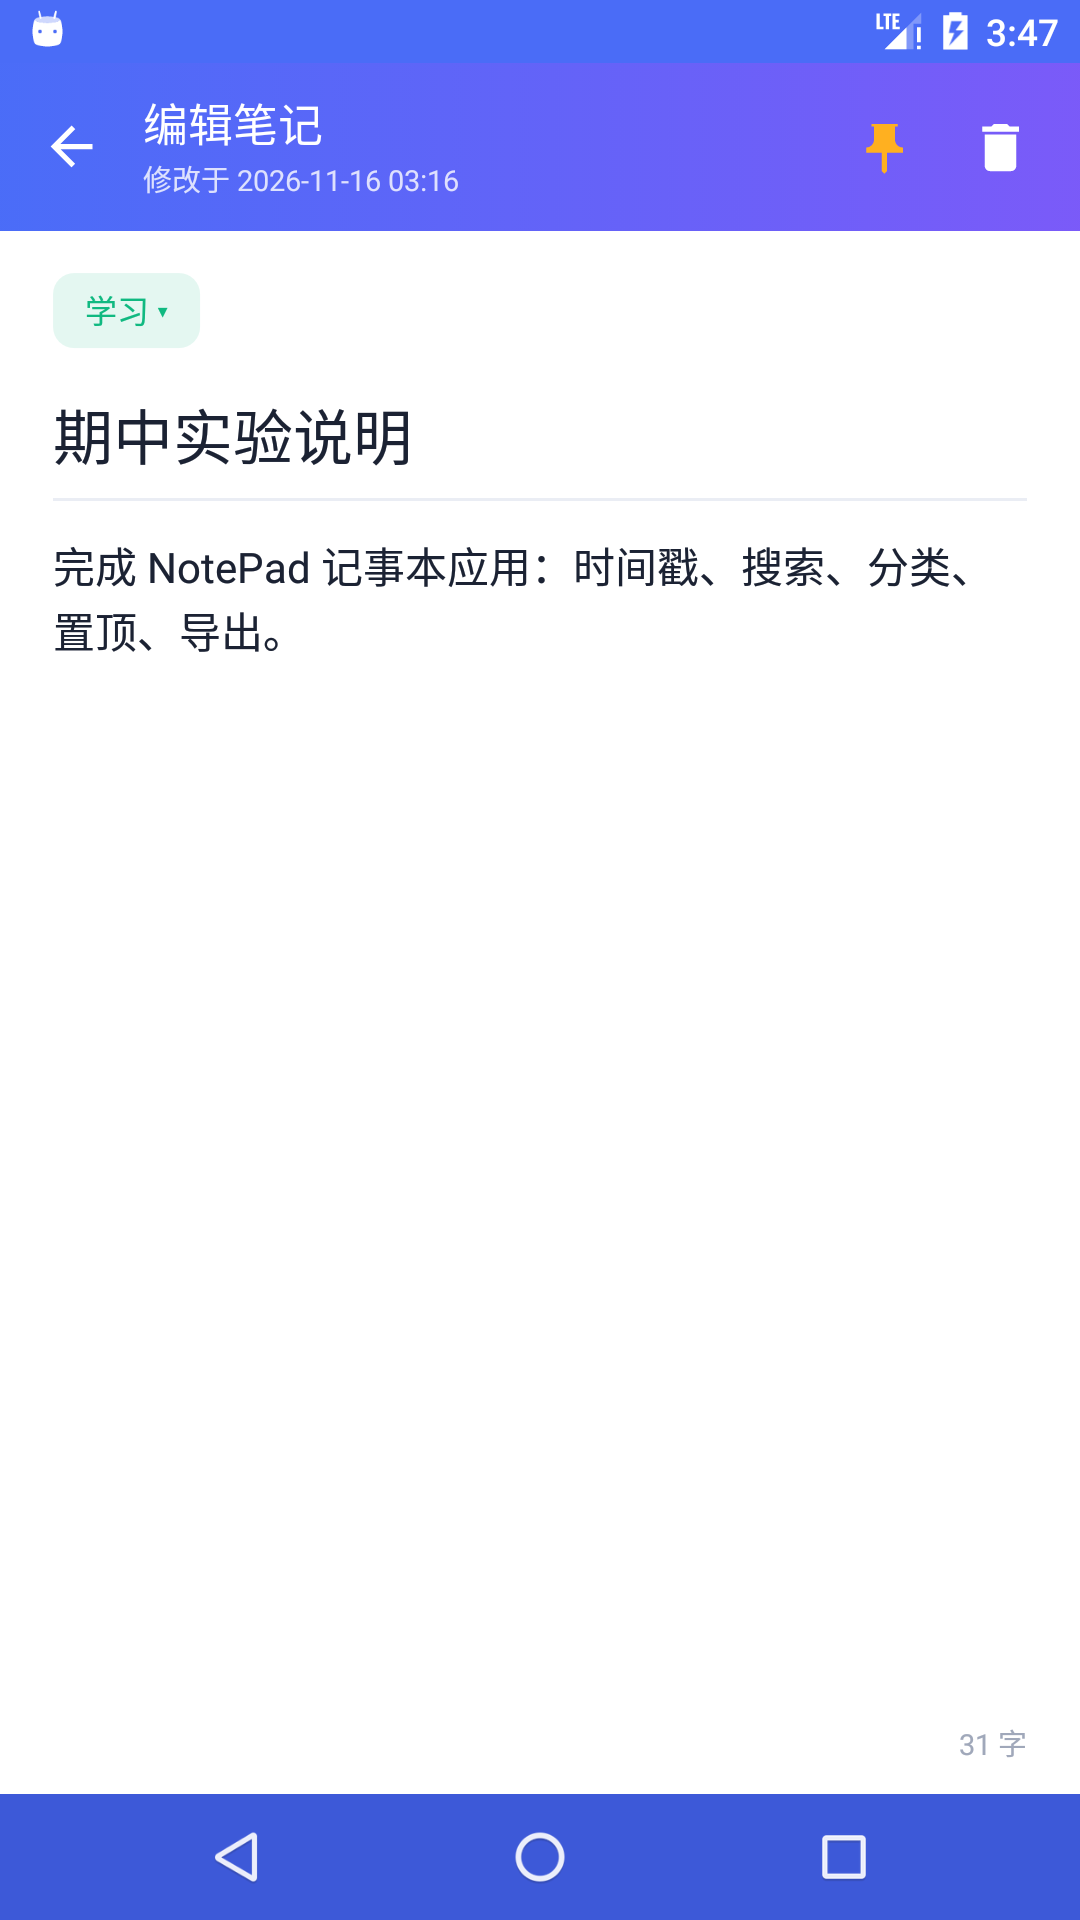 LTE 3:47
编辑笔记
修改于 2026-11-16 03:16
学习 ▾
期中实验说明
完成 NotePad 记事本应用：时间戳、搜索、分类、
置顶、导出。
31 字